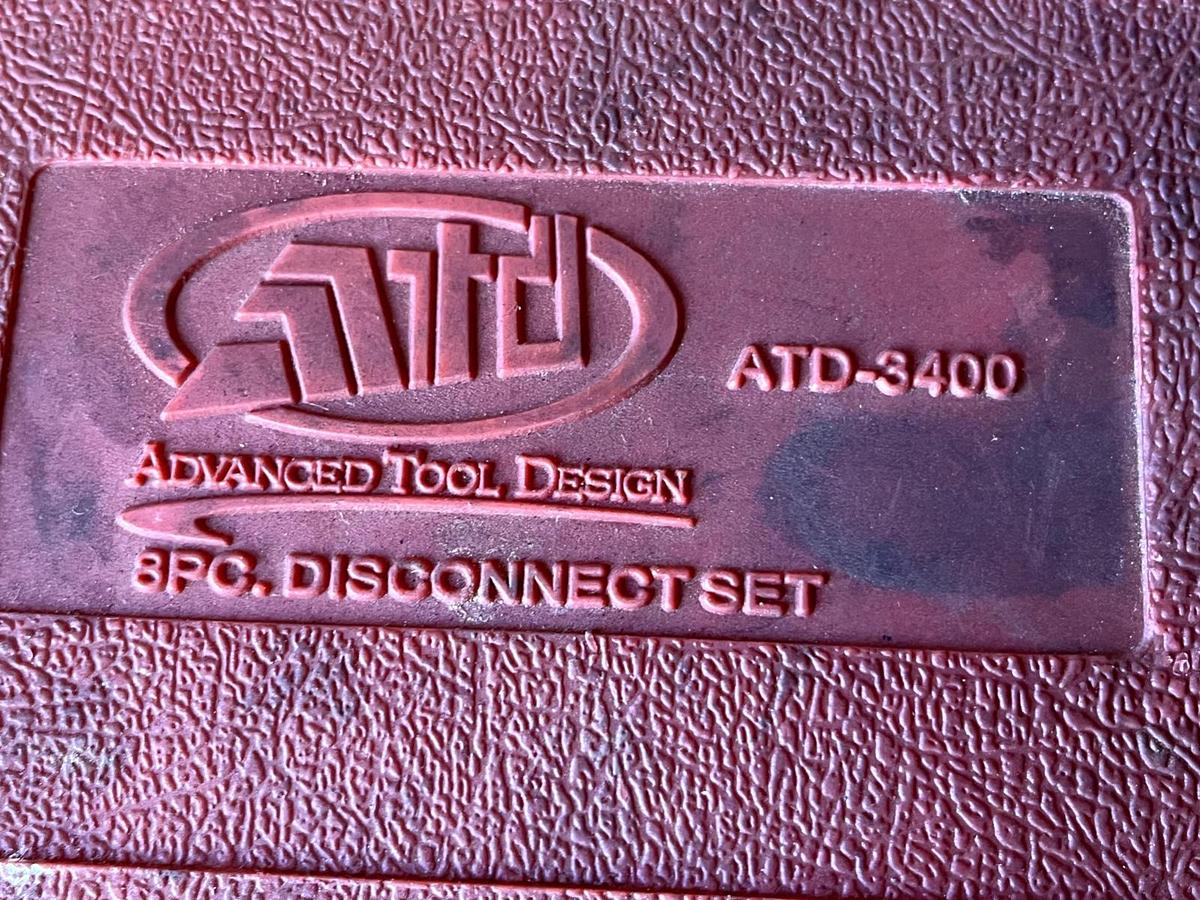 Atd
ATD-3400
ADVANCED TOOL DESIGN
8PC. DISCONNECT SET